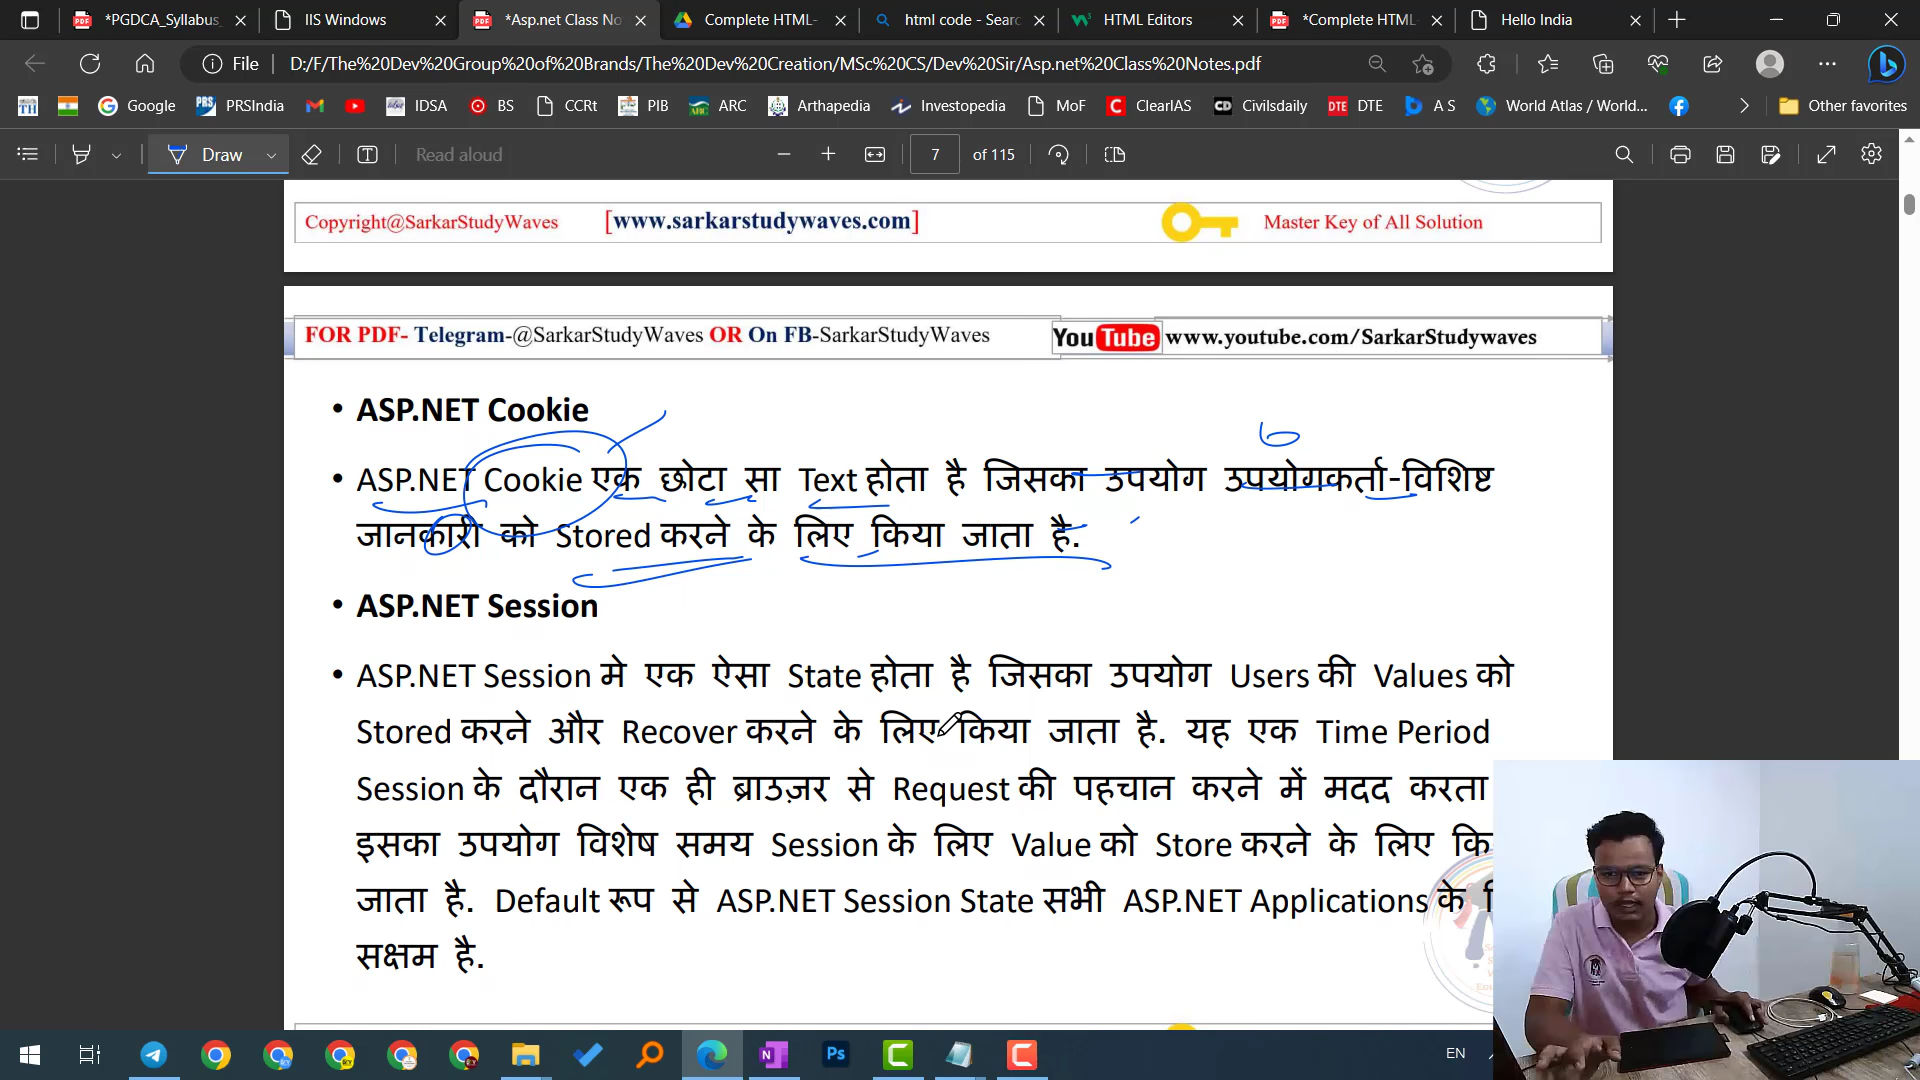 *PGDCA_Syllabus_
IIS Windows
*Asp.net Class No
Complete HTML-
html code - Searc
HTML Editors
*Complete HTML-
Hello India
File
D:/F/The%20Dev%20Group%20of%20Brands/The%20Dev%20Creation/MSc%20CS/Dev%20Sir/Asp.net%20Class%20Notes.pdf
Google PRSIndia IDSA BS CCRt PIB ARC Arthapedia Investopedia MoF ClearIAS Civilsdaily DTE A S World Atlas / World... Other favorites
Draw Read aloud 7 of 115
Copyright@SarkarStudyWaves [www.sarkarstudywaves.com] Master Key of All Solution
FOR PDF- Telegram-@SarkarStudyWaves OR On FB-SarkarStudyWaves YouTube www.youtube.com/SarkarStudywaves
• ASP.NET Cookie
• ASP.NET Cookie एक छोटा सा Text होता है जिसका उपयोग उपयोगकर्ता-विशिष्ट
जानकारी को Stored करने के लिए किया जाता है.
• ASP.NET Session
• ASP.NET Session मे एक ऐसा State होता है जिसका उपयोग Users की Values को
Stored करने और Recover करने के लिए किया जाता है. यह एक Time Period
Session के दौरान एक ही ब्राउज़र से Request की पहचान करने में मदद करता
इसका उपयोग विशेष समय Session के लिए Value को Store करने के लिए कि
जाता है. Default रूप से ASP.NET Session State सभी ASP.NET Applications के
सक्षम है.
EN